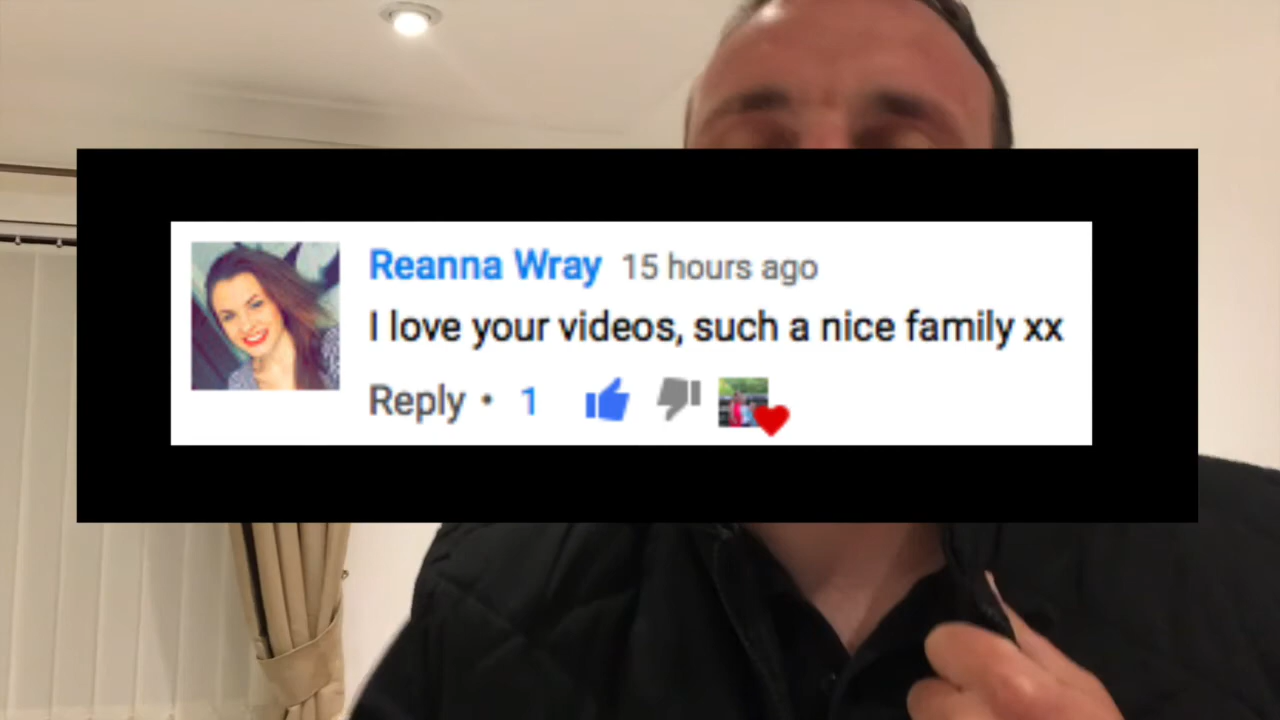 Reanna Wray 15 hours ago
I love your videos, such a nice family xx
Reply • 1